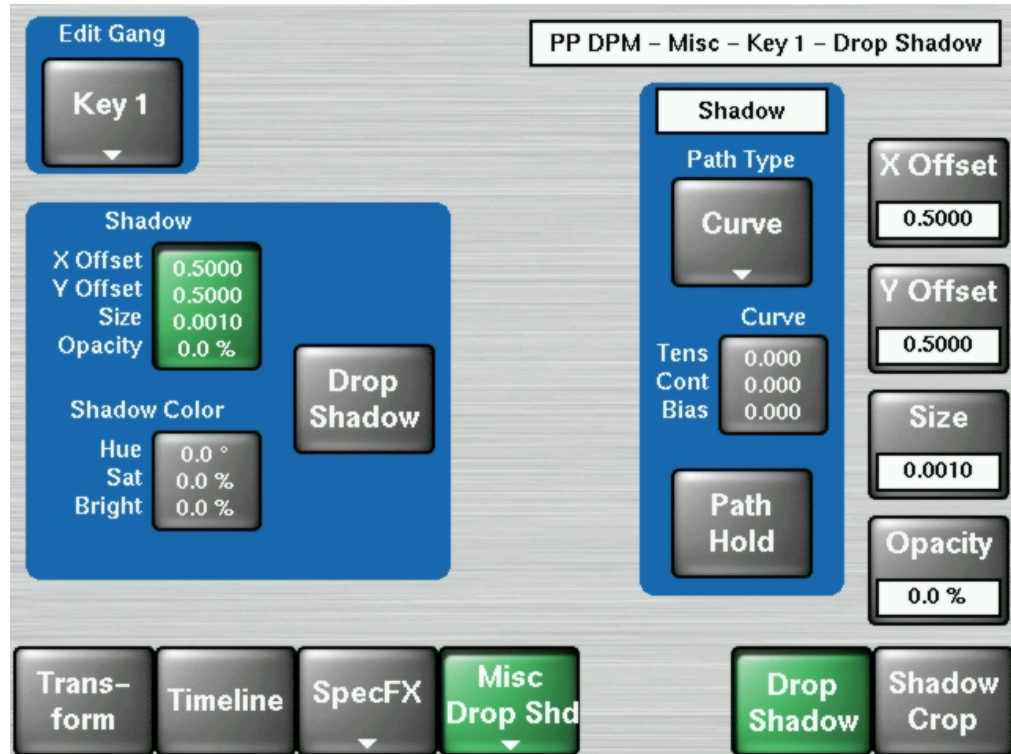 Edit Gang
Key 1
PP DPM – Misc – Key 1 – Drop Shadow
Shadow
X Offset 0.5000
Y Offset 0.5000
Size 0.0010
Opacity 0.0 %
Shadow Color
Hue 0.0 °
Sat 0.0 %
Bright 0.0 %
Drop
Shadow
Shadow
Path Type
Curve
Curve
Tens 0.000
Cont 0.000
Bias 0.000
Path
Hold
X Offset
0.5000
Y Offset
0.5000
Size
0.0010
Opacity
0.0 %
Trans–
form
Timeline
SpecFX
Misc
Drop Shd
Drop
Shadow
Shadow
Crop